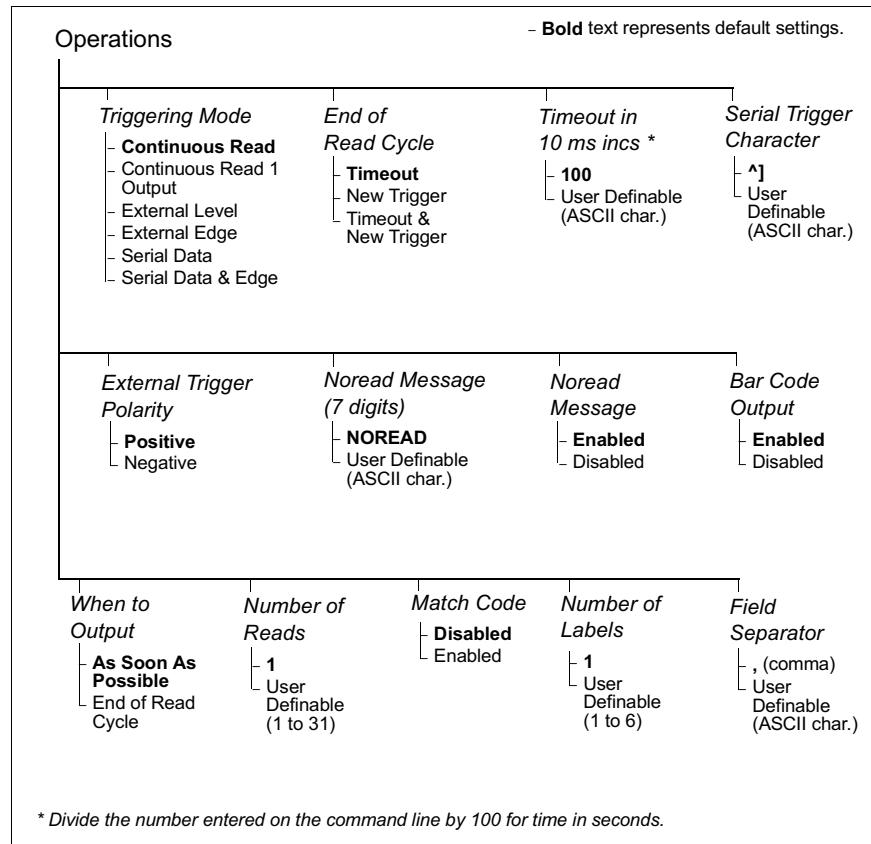 Operations
– Bold text represents default settings.
Triggering Mode
– Continuous Read
– Continuous Read 1
Output
– External Level
– External Edge
– Serial Data
– Serial Data & Edge
End of
Read Cycle
– Timeout
– New Trigger
– Timeout &
New Trigger
Timeout in
10 ms incs *
– 100
– User Definable
(ASCII char.)
Serial Trigger
Character
– ^]
– User
Definable
(ASCII char.)
External Trigger
Polarity
– Positive
– Negative
Noread Message
(7 digits)
– NOREAD
– User Definable
(ASCII char.)
Noread
Message
– Enabled
– Disabled
Bar Code
Output
– Enabled
– Disabled
When to
Output
– As Soon As
Possible
– End of Read
Cycle
Number of
Reads
– 1
– User
Definable
(1 to 31)
Match Code
– Disabled
– Enabled
Number of
Labels
– 1
– User
Definable
(1 to 6)
Field
Separator
– , (comma)
– User
Definable
(ASCII char.)
* Divide the number entered on the command line by 100 for time in seconds.